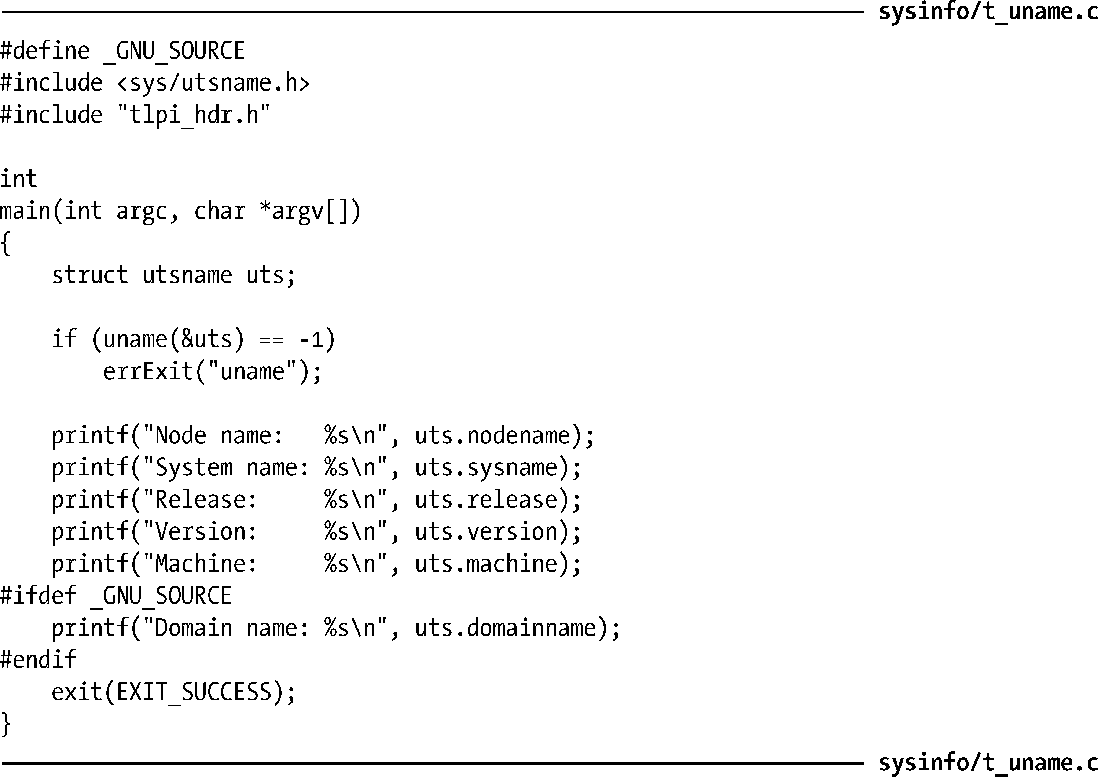 sysinfo/t_uname.c
#define _GNU_SOURCE
#include <sys/utsname.h>
#include "tlpi_hdr.h"

int
main(int argc, char *argv[])
{
    struct utsname uts;

    if (uname(&uts) == -1)
        errExit("uname");

    printf("Node name:   %s\n", uts.nodename);
    printf("System name: %s\n", uts.sysname);
    printf("Release:     %s\n", uts.release);
    printf("Version:     %s\n", uts.version);
    printf("Machine:     %s\n", uts.machine);
#ifdef _GNU_SOURCE
    printf("Domain name: %s\n", uts.domainname);
#endif
    exit(EXIT_SUCCESS);
}
sysinfo/t_uname.c